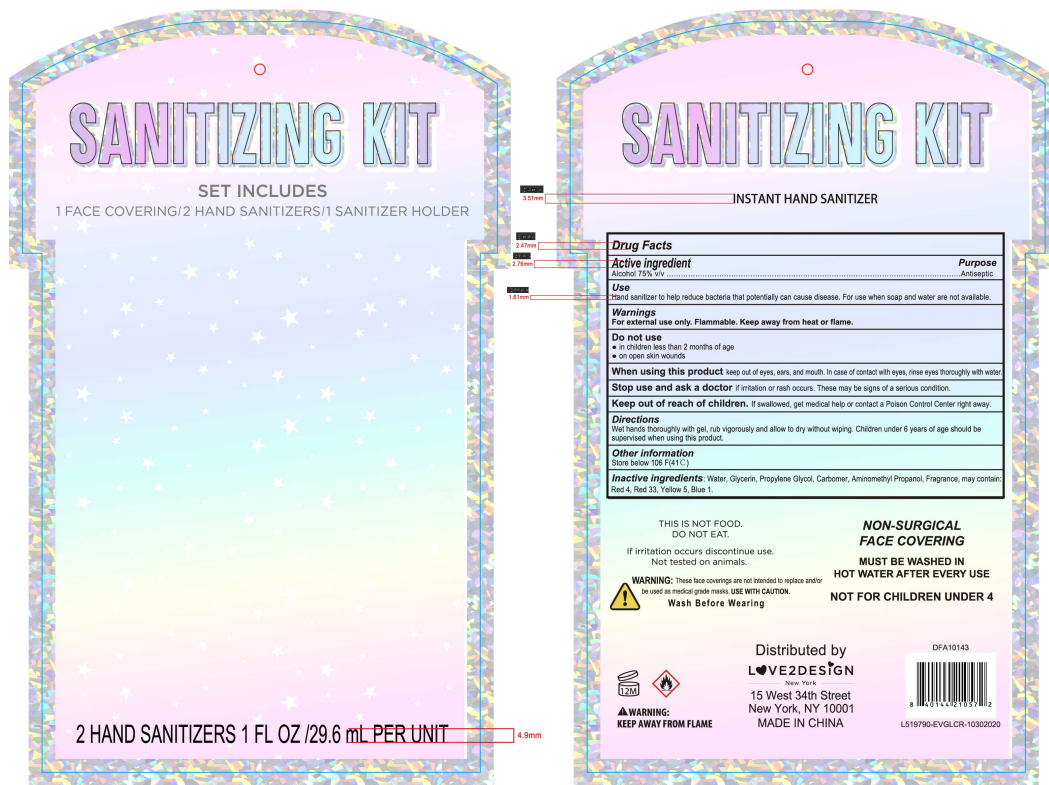 SANITIZING KIT
SET INCLUDES
1 FACE COVERING/2 HAND SANITIZERS/1 SANITIZER HOLDER
2 HAND SANITIZERS 1 FL OZ /29.6 mL PER UNIT
4.9mm
SANITIZING KIT
3.51mm
INSTANT HAND SANITIZER
2.47mm
Drug Facts
2.76mm
Active ingredient Purpose
Alcohol 75% v/v ........................................ Antiseptic
1.61mm
Use
Hand sanitizer to help reduce bacteria that potentially can cause disease. For use when soap and water are not available.
Warnings
For external use only. Flammable. Keep away from heat or flame.
Do not use
● in children less than 2 months of age
● on open skin wounds
When using this product keep out of eyes, ears, and mouth. In case of contact with eyes, rinse eyes thoroughly with water.
Stop use and ask a doctor if irritation or rash occurs. These may be signs of a serious condition.
Keep out of reach of children. If swallowed, get medical help or contact a Poison Control Center right away.
Directions
Wet hands thoroughly with gel, rub vigorously and allow to dry without wiping. Children under 6 years of age should be
supervised when using this product.
Other information
Store below 106 F(41℃)
Inactive ingredients: Water, Glycerin, Propylene Glycol, Carbomer, Aminomethyl Propanol, Fragrance, may contain:
Red 4, Red 33, Yellow 5, Blue 1.
THIS IS NOT FOOD.
DO NOT EAT.
If irritation occurs discontinue use.
Not tested on animals.
WARNING: These face coverings are not intended to replace and/or
be used as medical grade masks. USE WITH CAUTION.
Wash Before Wearing
NON-SURGICAL
FACE COVERING
MUST BE WASHED IN
HOT WATER AFTER EVERY USE
NOT FOR CHILDREN UNDER 4
12M
WARNING:
KEEP AWAY FROM FLAME
Distributed by
LOVE2DESiGN
New York
15 West 34th Street
New York, NY 10001
MADE IN CHINA
DFA10143
8 40144 21057 2
L519790-EVGLCR-10302020